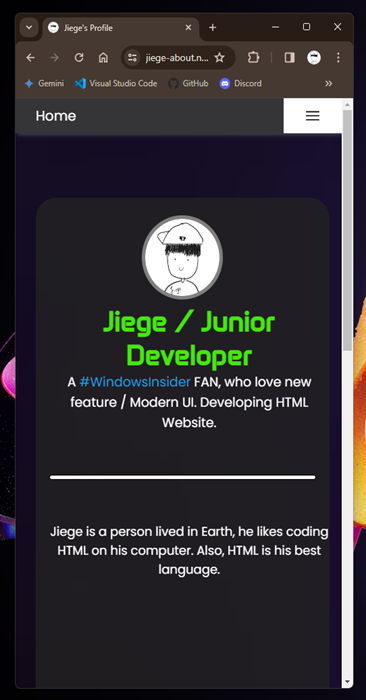 Jiege's Profile
jiege-about.n...
Gemini
Visual Studio Code
GitHub
Discord
Home
Jiege / Junior
Developer
A #WindowsInsider FAN, who love new
feature / Modern UI. Developing HTML
Website.
Jiege is a person lived in Earth, he likes coding
HTML on his computer. Also, HTML is his best
language.